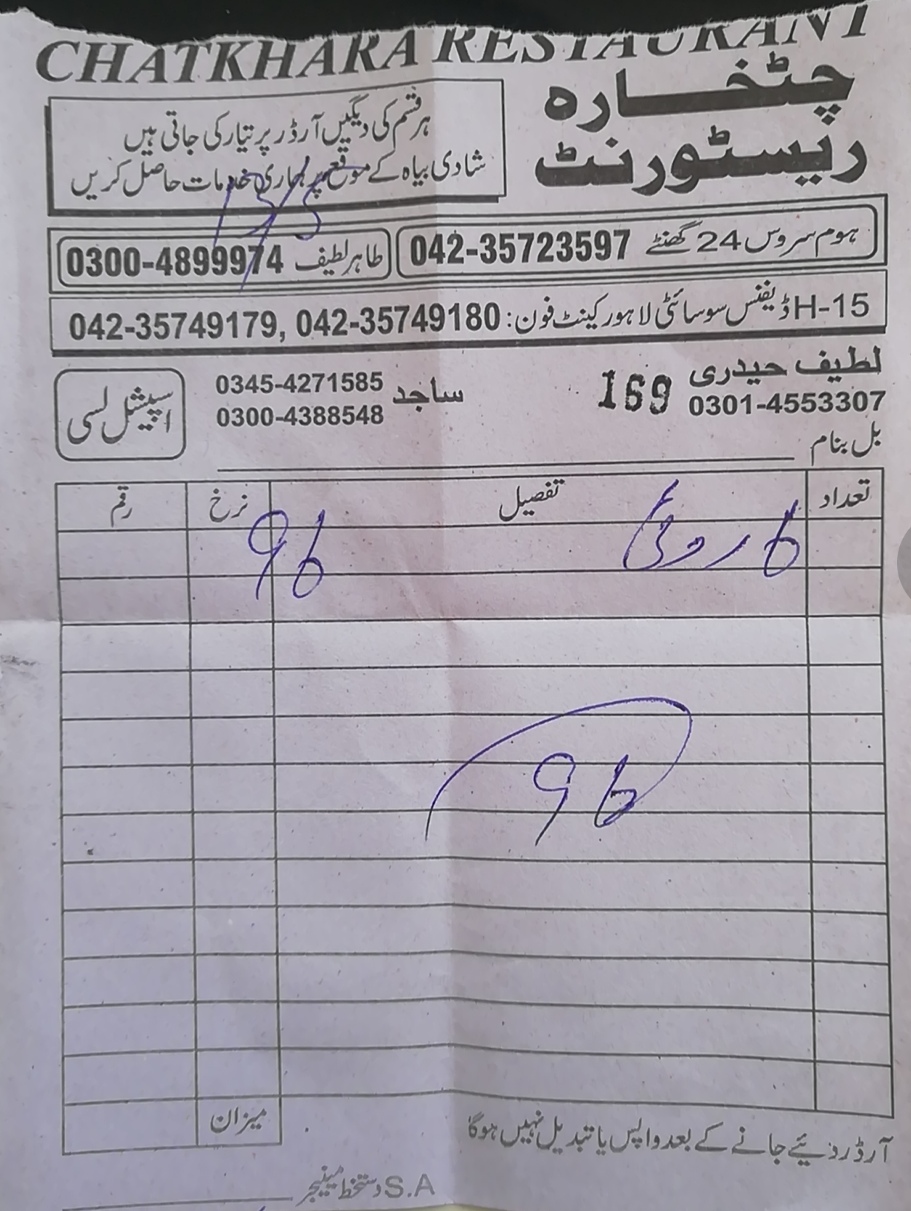 CHATKHARA RESTAURANT
چٹخارہ
ریسٹورنٹ
ہر قسم کی دیگیں آرڈر پر تیار کی جاتی ہیں
شادی بیاہ کے موقع پر ہماری خدمات حاصل کریں
ہوم سروس 24 گھنٹے 042-35723597
طاہر لطیف 0300-4899974
15-H ڈیفنس سوسائٹی لاہور کینٹ فون: 042-35749180, 042-35749179
لطیف حیدری
0301-4553307
169
ساجد
0345-4271585
0300-4388548
اسپیشل لسی
بل بنام
تعداد تفصیل نرخ رقم
6 روٹی 96
96
میزان
آرڈر دیئے جانے کے بعد واپس یا تبدیل نہیں ہوگا
S.A دستخط مینیجر